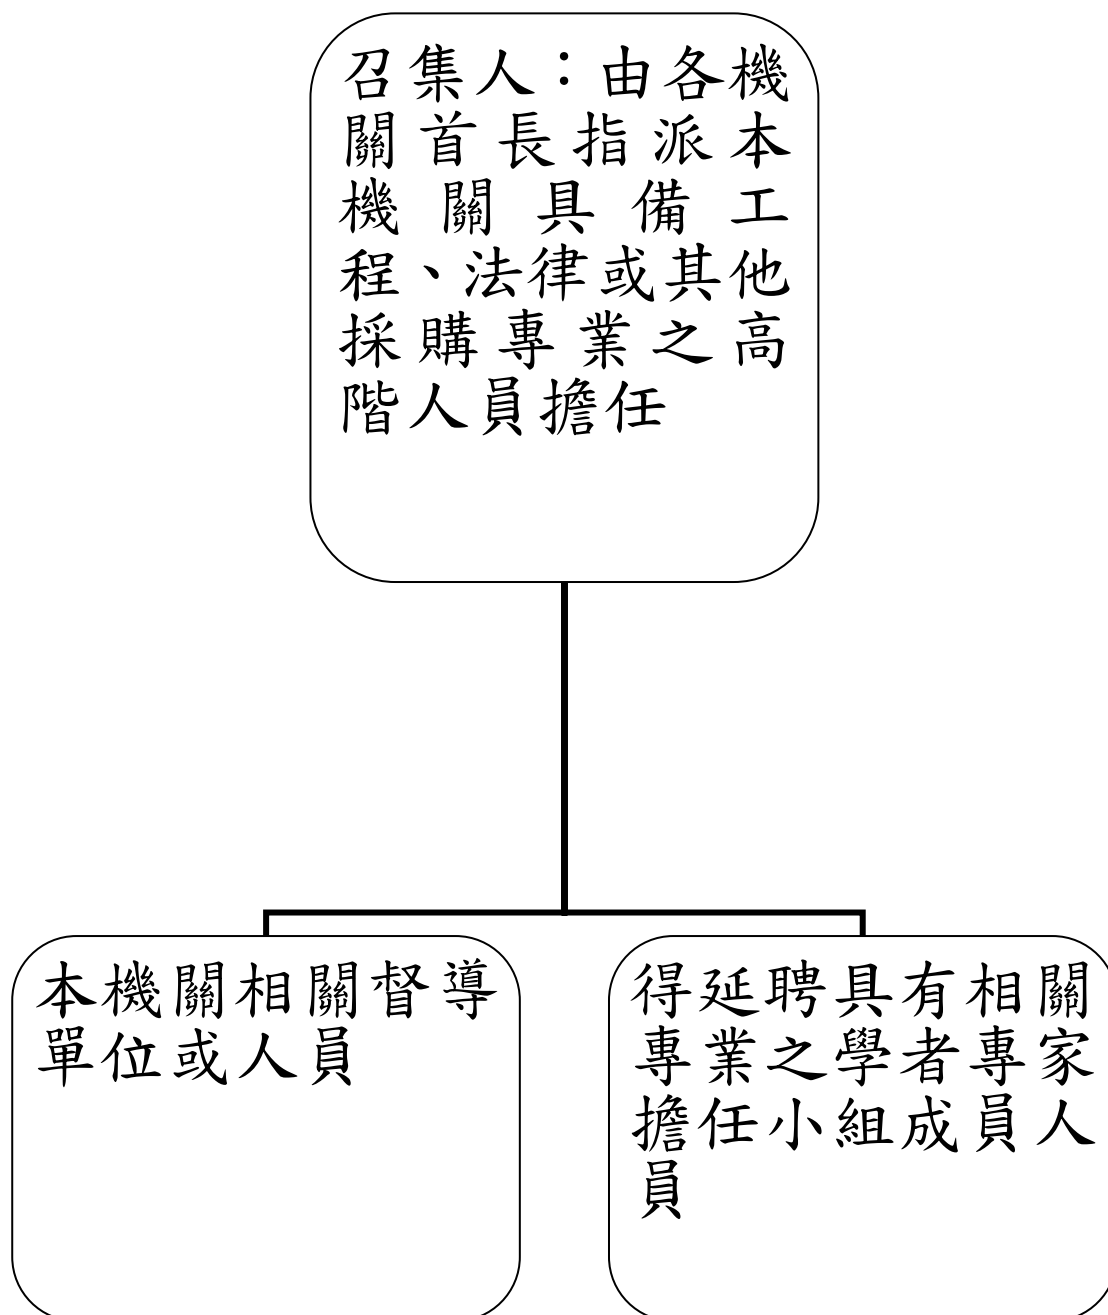 召集人：由各機
關首長指派本
機關具備工
程、法律或其他
採購專業之高
階人員擔任
本機關相關督導
單位或人員
得延聘具有相關
專業之學者專家
擔任小組成員人
員